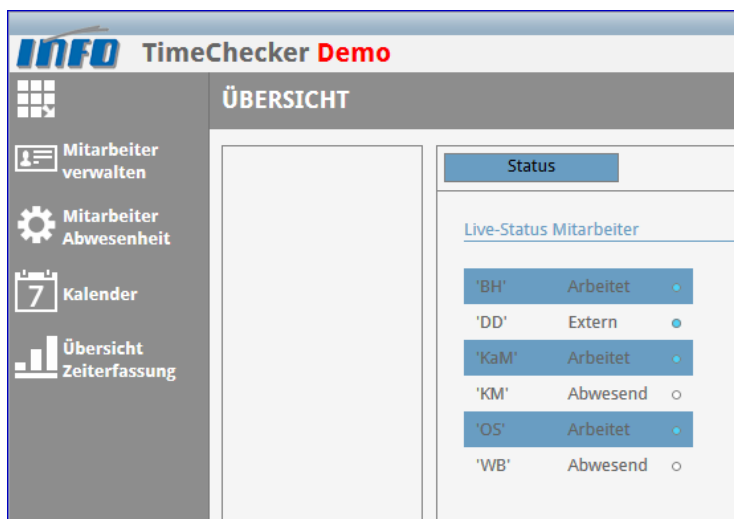 INFO TimeChecker Demo
ÜBERSICHT
Mitarbeiter
verwalten
Mitarbeiter
Abwesenheit
7 Kalender
Übersicht
Zeiterfassung
Status
Live-Status Mitarbeiter
'BH' Arbeitet
'DD' Extern
'KaM' Arbeitet
'KM' Abwesend
'OS' Arbeitet
'WB' Abwesend